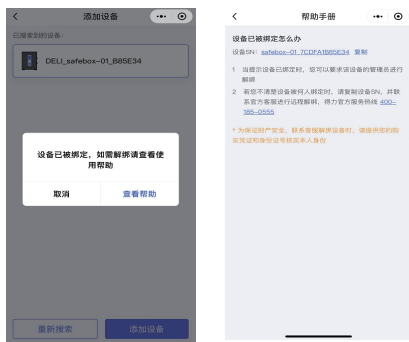 添加设备
已搜索到的设备:
DELI_safebox-01_B85E34
设备已被绑定，如需解绑请查看使
用帮助
取消
查看帮助
重新搜索
添加设备
帮助手册
设备已被绑定怎么办
设备SN: safebox-01_7CDFA1B85E34 复制
1 当提示设备已绑定时，您可以要求该设备的管理员进行
解绑
2 若您不清楚设备被何人绑定时，请复制设备SN，并联
系官方客服进行远程解绑，得力官方服务热线 400-
185-0555
* 为保证财产安全，联系客服解绑设备时，请提供您的购
买凭证和身份证号核实本人身份